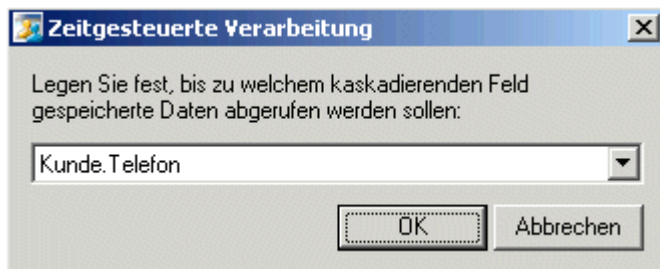 Zeitgesteuerte Verarbeitung
Legen Sie fest, bis zu welchem kaskadierenden Feld
gespeicherte Daten abgerufen werden sollen:
Kunde.Telefon
OK
Abbrechen